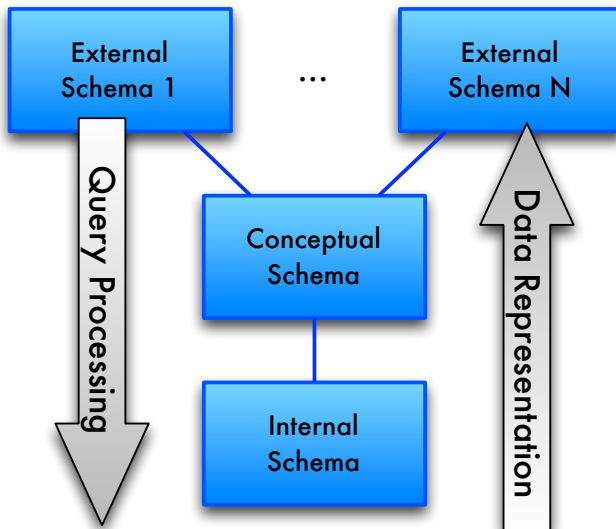 External
Schema 1
...
External
Schema N
Query Processing
Conceptual
Schema
Data Representation
Internal
Schema